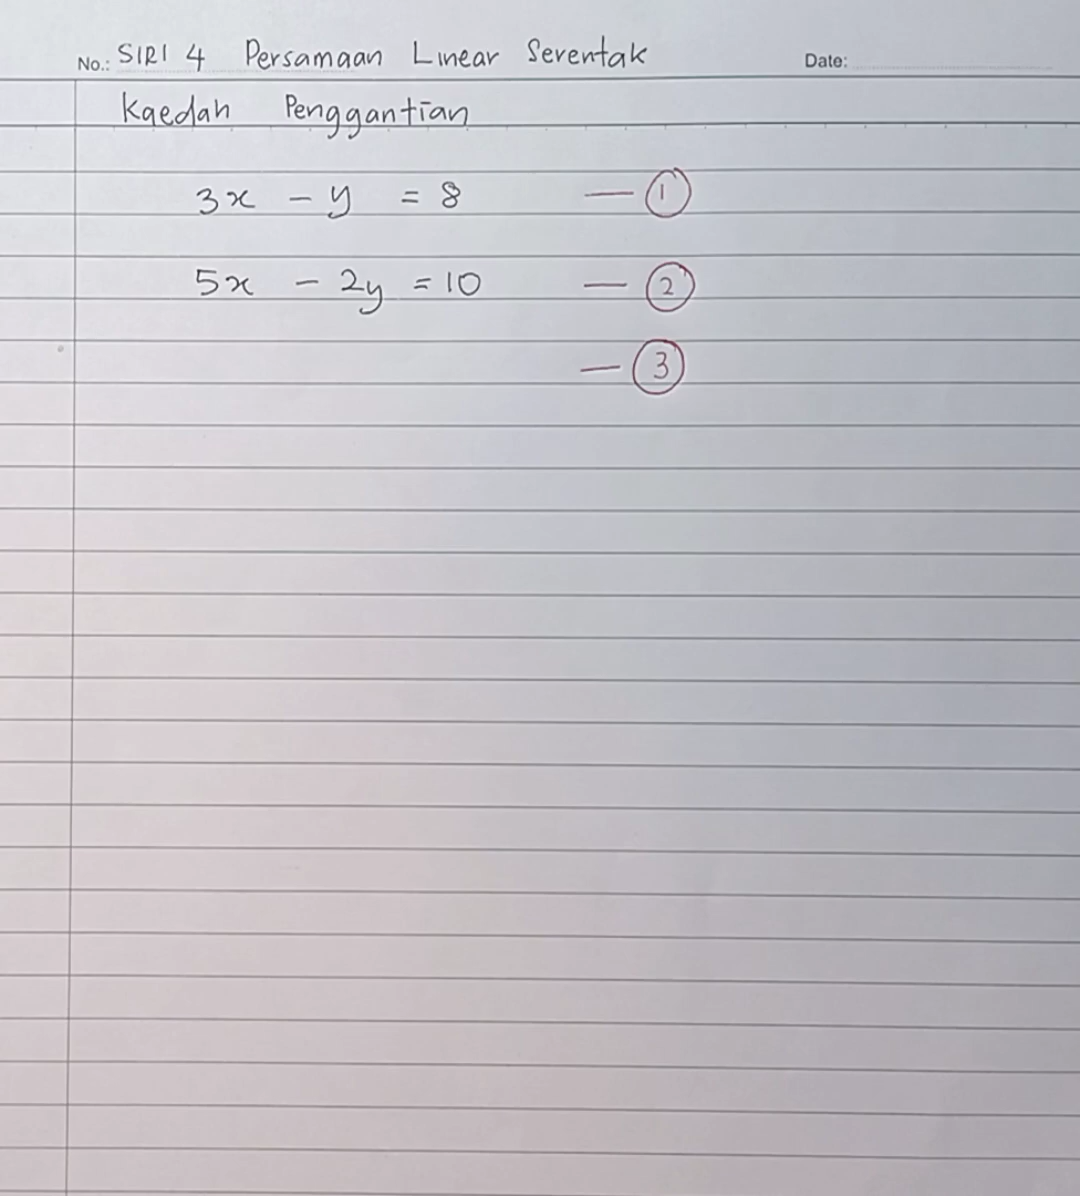 No.: SIRI 4 Persamaan Linear Serentak Date:
Kaedah Penggantian
3x - y = 8 — ①
5x - 2y = 10 — ②
— ③